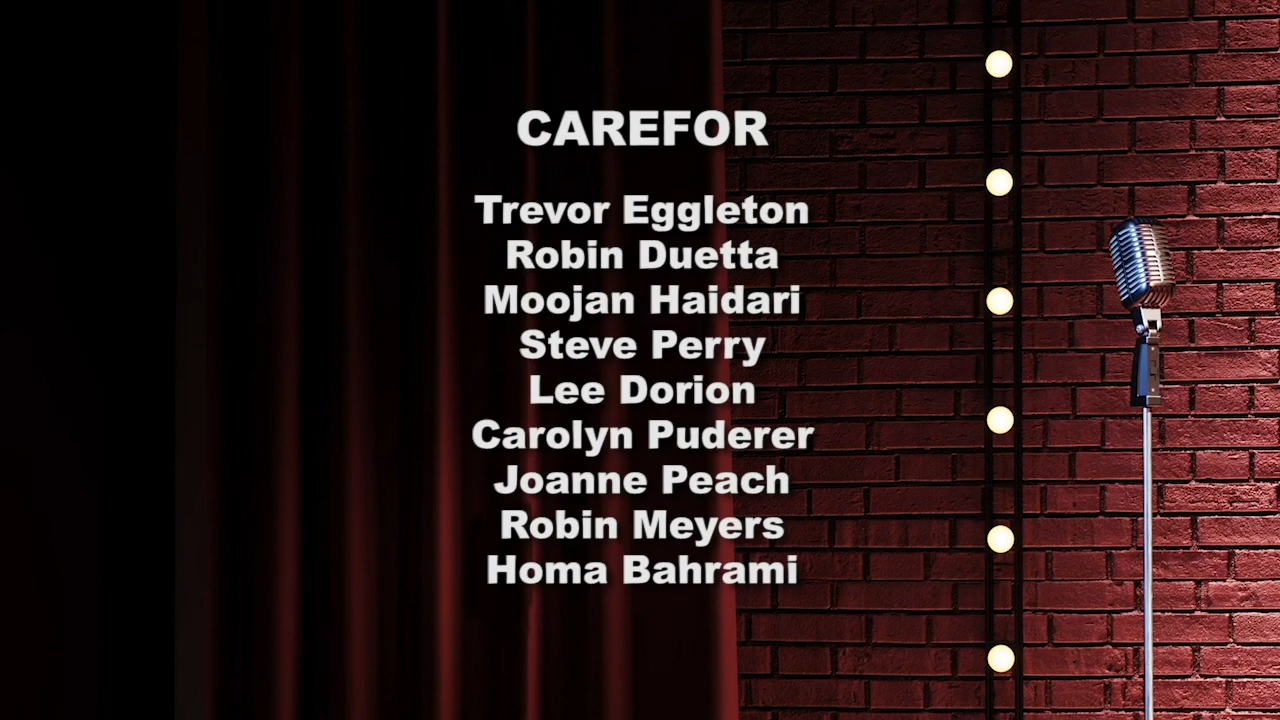 CAREFOR
Trevor Eggleton
Robin Duetta
Moojan Haidari
Steve Perry
Lee Dorion
Carolyn Puderer
Joanne Peach
Robin Meyers
Homa Bahrami